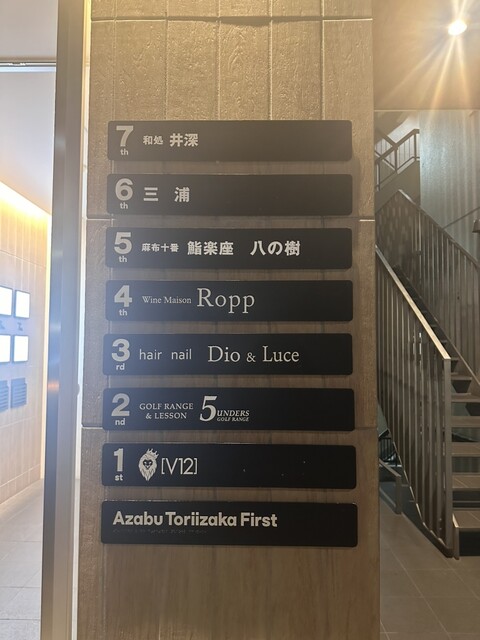 7th 和処 井深
6th 三 浦
5th 麻布十番 鮨楽座 八の樹
4th Wine Maison Ropp
3rd hair nail Dio & Luce
2nd GOLF RANGE & LESSON 5UNDERS GOLF RANGE
1st [V12]
Azabu Toriizaka First